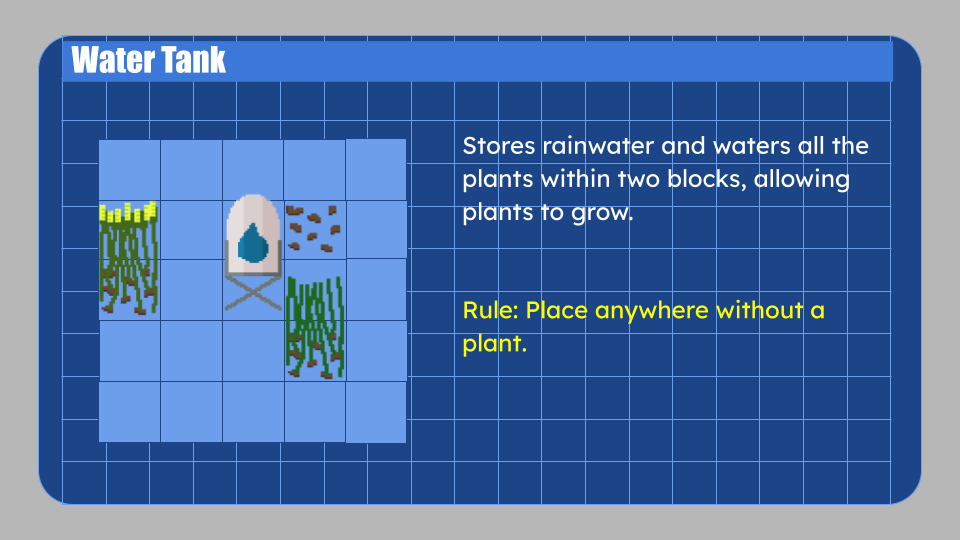 Water Tank
Stores rainwater and waters all the
plants within two blocks, allowing
plants to grow.
Rule: Place anywhere without a
plant.